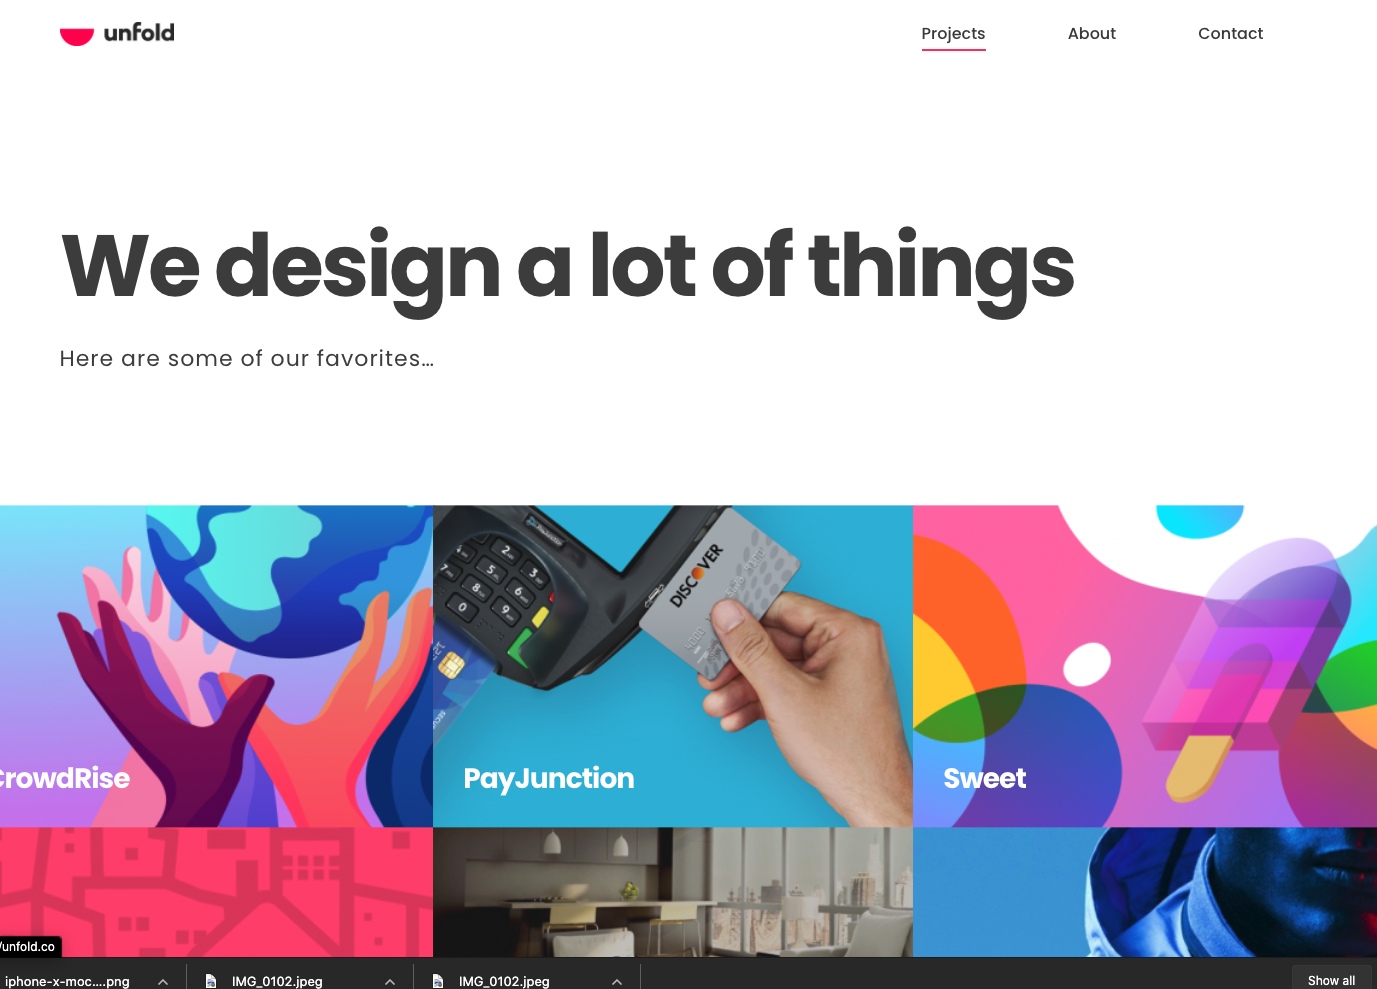 unfold
Projects
About
Contact
We design a lot of things
Here are some of our favorites…
DISCOVER
CrowdRise
PayJunction
Sweet
/unfold.co
iphone-x-moc....png
IMG_0102.jpeg
IMG_0102.jpeg
Show all